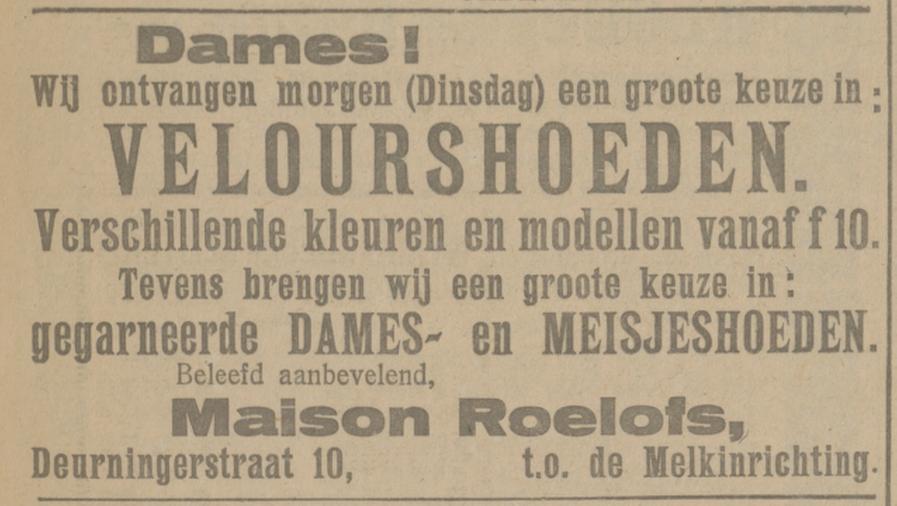 Dames!
Wij ontvangen morgen (Dinsdag) een groote keuze in:
VELOURSHOEDEN.
Verschillende kleuren en modellen vanaf f 10.
Tevens brengen wij een groote keuze in:
gegarneerde DAMES- en MEISJESHOEDEN.
Beleefd aanbevelend,
Maison Roelofs,
Deurningerstraat 10, t.o. de Melkinrichting.